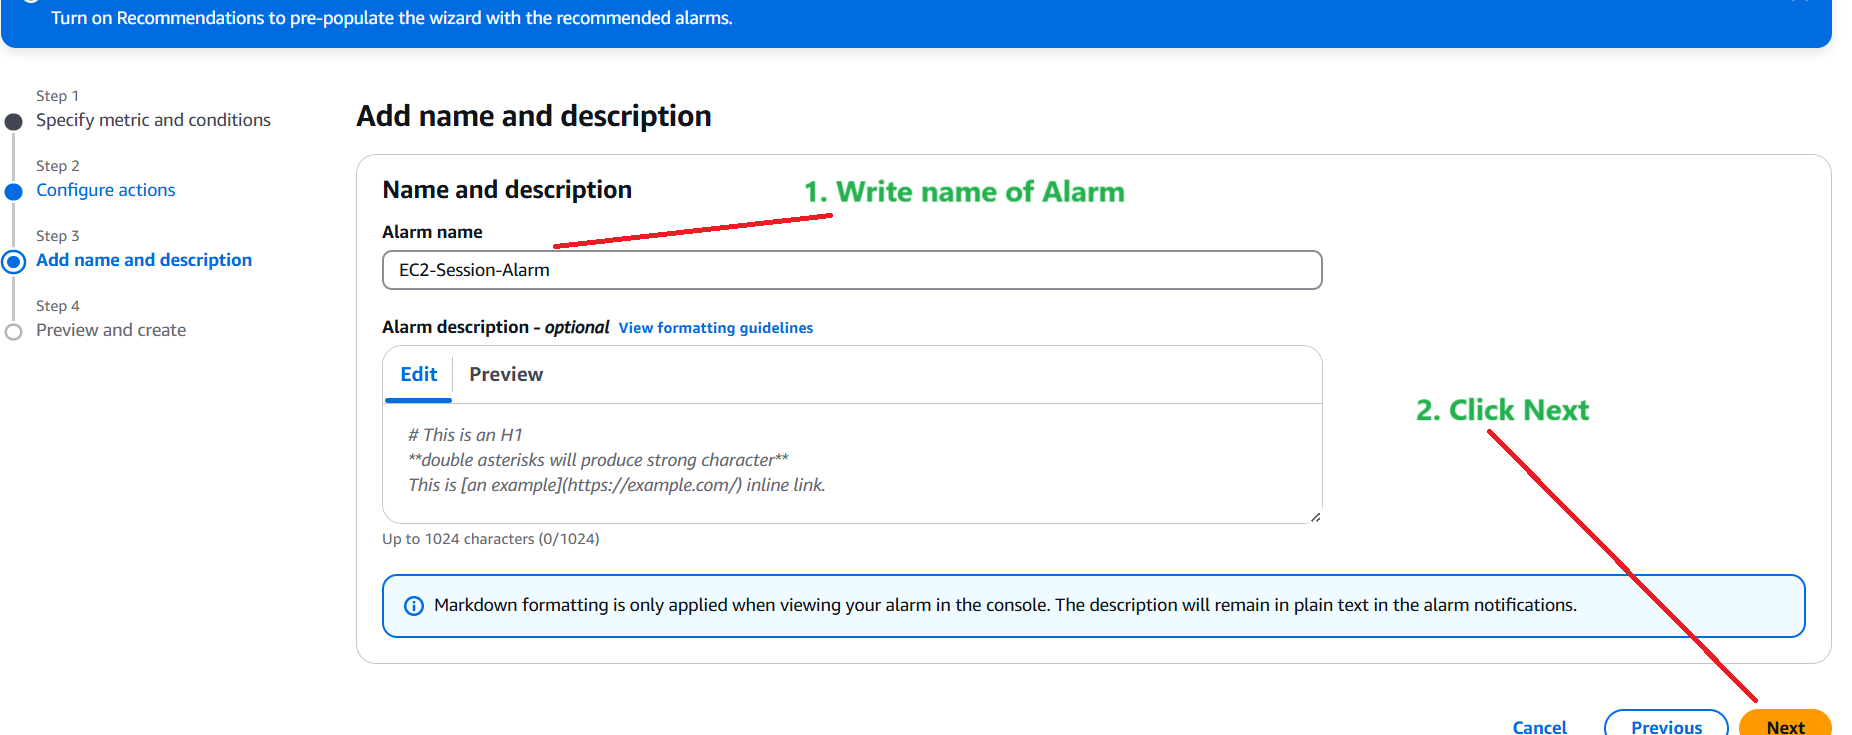 Turn on Recommendations to pre-populate the wizard with the recommended alarms.
Step 1
Specify metric and conditions
Step 2
Configure actions
Step 3
Add name and description
Step 4
Preview and create
Add name and description
Name and description
1. Write name of Alarm
Alarm name
EC2-Session-Alarm
Alarm description - optional View formatting guidelines
Edit Preview
# This is an H1
**double asterisks will produce strong character**
This is [an example](https://example.com/) inline link.
Up to 1024 characters (0/1024)
2. Click Next
Markdown formatting is only applied when viewing your alarm in the console. The description will remain in plain text in the alarm notifications.
Cancel Previous Next